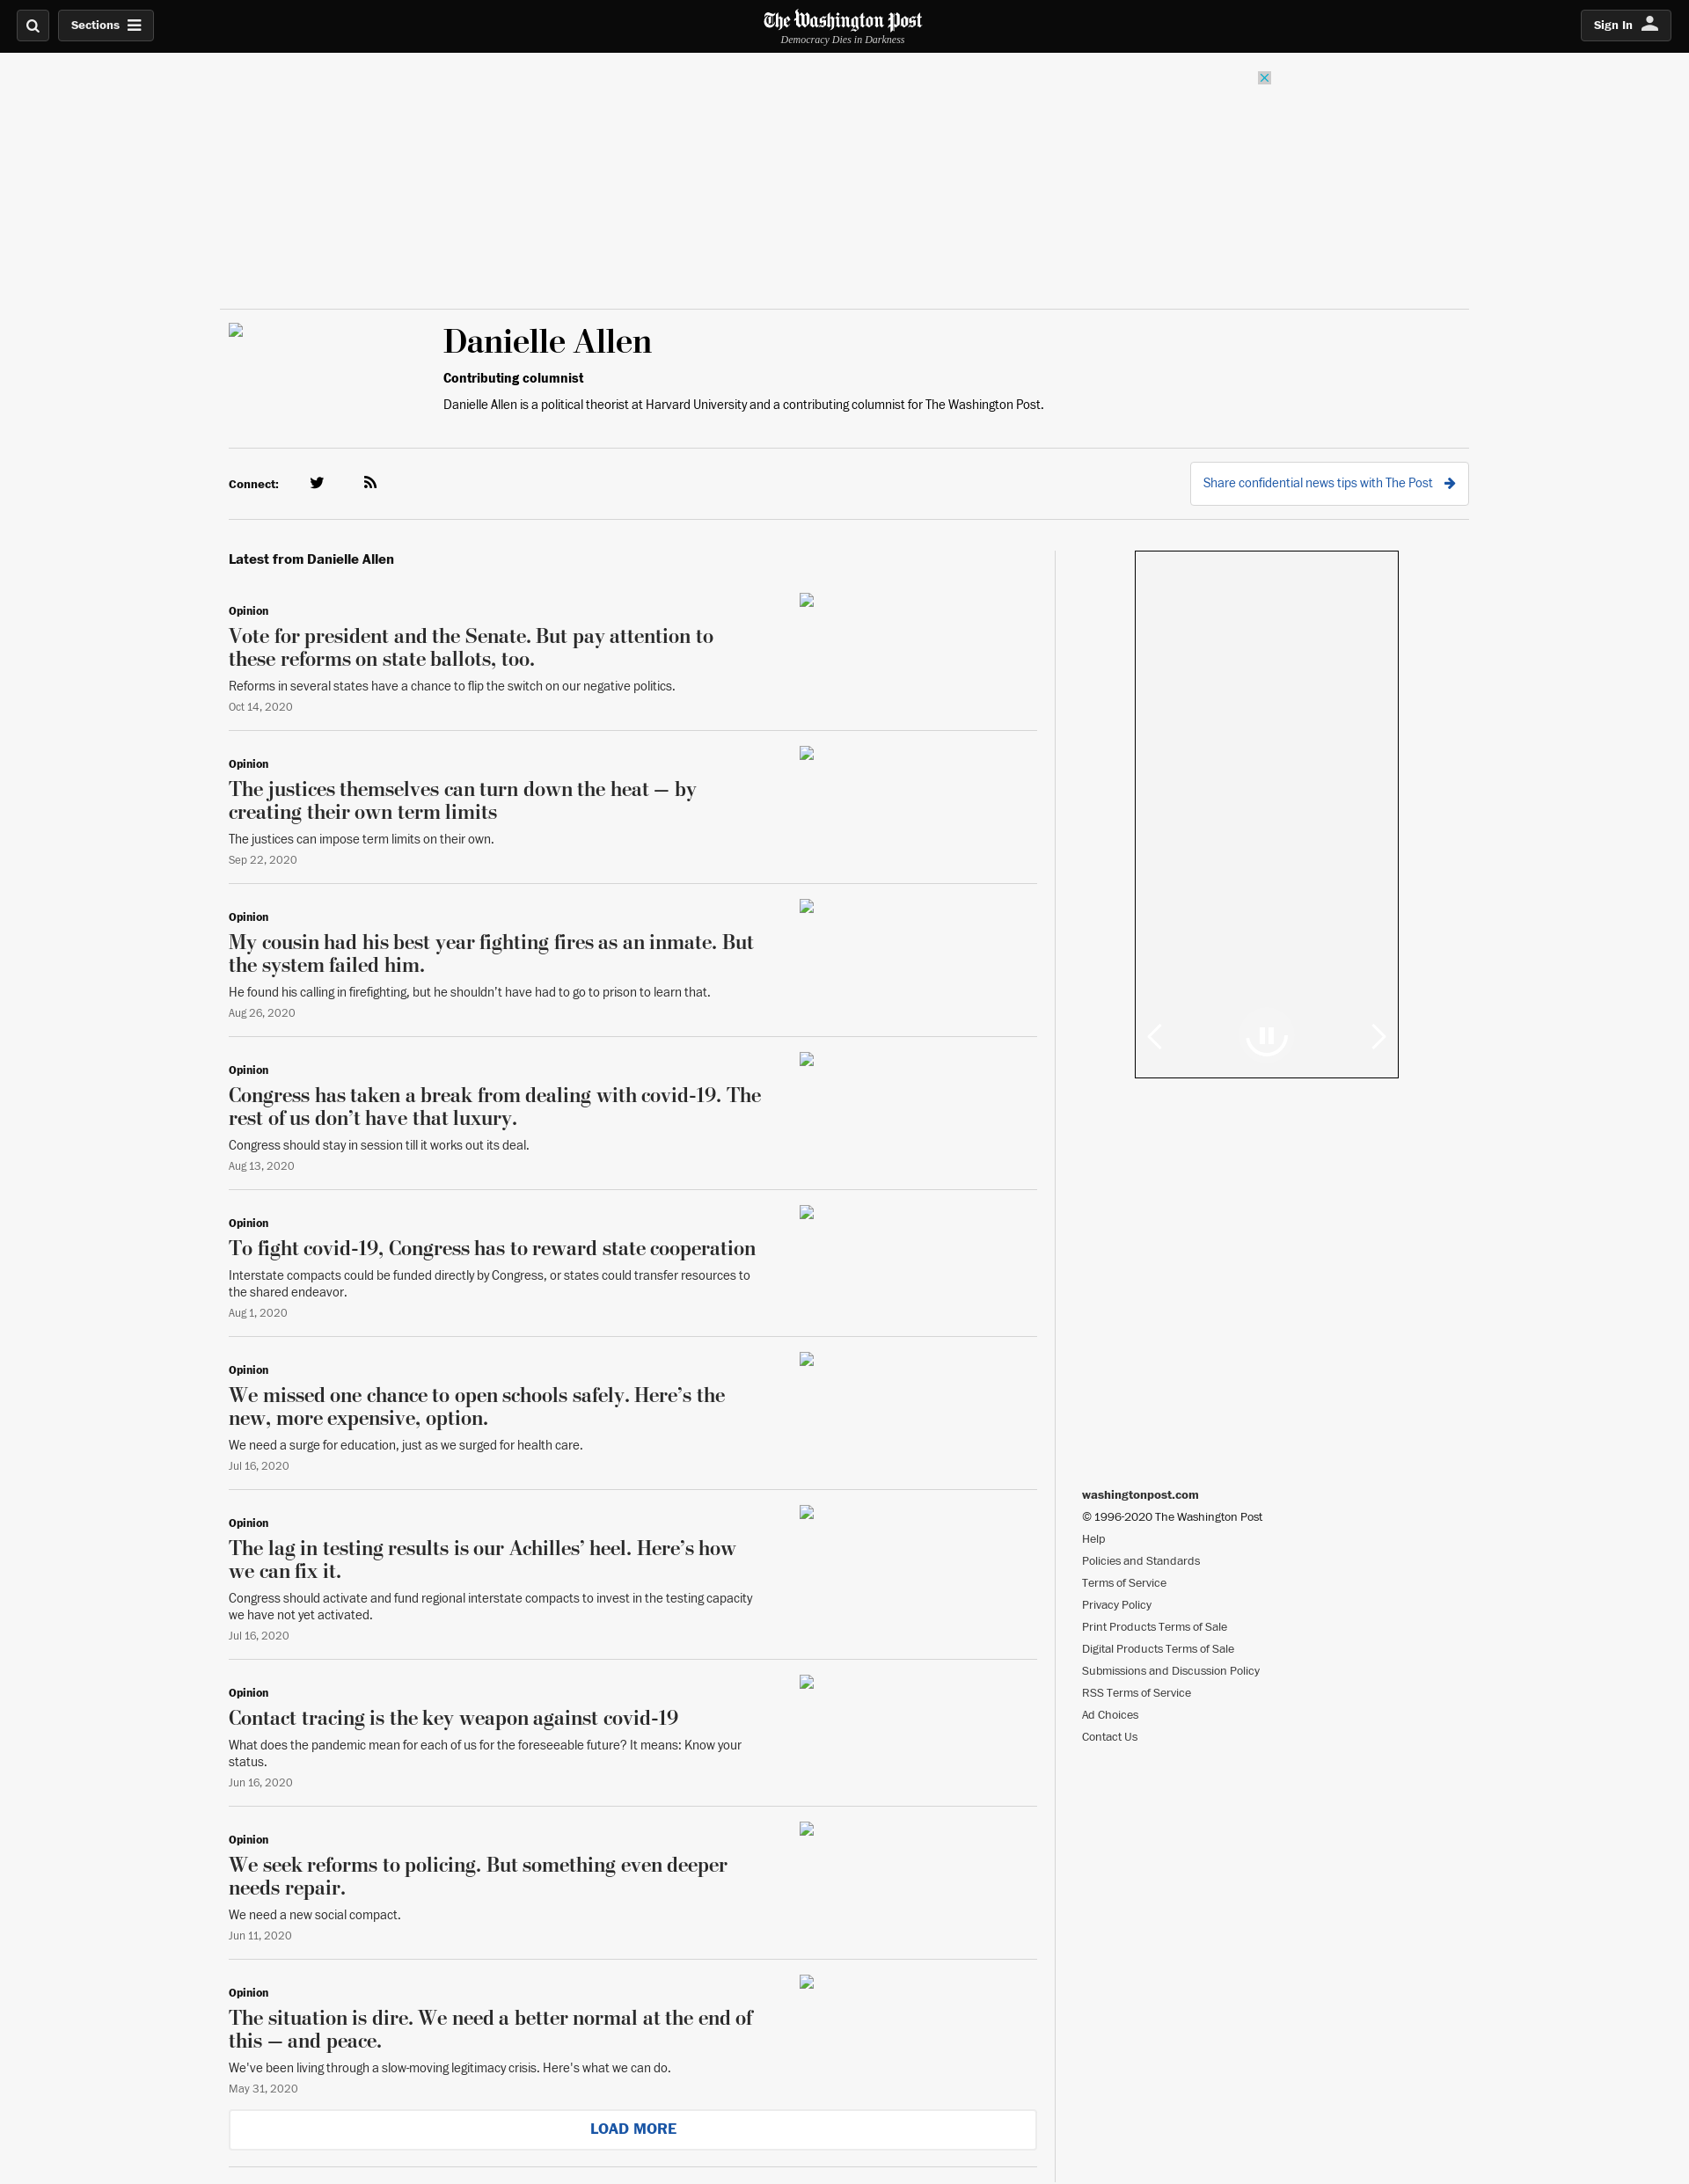 Sections
The Washington Post
Democracy Dies in Darkness
Sign In
Danielle Allen
Contributing columnist
Danielle Allen is a political theorist at Harvard University and a contributing columnist for The Washington Post.
Connect:
Share confidential news tips with The Post
Latest from Danielle Allen
Opinion
Vote for president and the Senate. But pay attention to
these reforms on state ballots, too.
Reforms in several states have a chance to flip the switch on our negative politics.
Oct 14, 2020
Opinion
The justices themselves can turn down the heat — by
creating their own term limits
The justices can impose term limits on their own.
Sep 22, 2020
Opinion
My cousin had his best year fighting fires as an inmate. But
the system failed him.
He found his calling in firefighting, but he shouldn’t have had to go to prison to learn that.
Aug 26, 2020
Opinion
Congress has taken a break from dealing with covid-19. The
rest of us don’t have that luxury.
Congress should stay in session till it works out its deal.
Aug 13, 2020
Opinion
To fight covid-19, Congress has to reward state cooperation
Interstate compacts could be funded directly by Congress, or states could transfer resources to
the shared endeavor.
Aug 1, 2020
Opinion
We missed one chance to open schools safely. Here’s the
new, more expensive, option.
We need a surge for education, just as we surged for health care.
Jul 16, 2020
Opinion
The lag in testing results is our Achilles’ heel. Here’s how
we can fix it.
Congress should activate and fund regional interstate compacts to invest in the testing capacity
we have not yet activated.
Jul 16, 2020
Opinion
Contact tracing is the key weapon against covid-19
What does the pandemic mean for each of us for the foreseeable future? It means: Know your
status.
Jun 16, 2020
Opinion
We seek reforms to policing. But something even deeper
needs repair.
We need a new social compact.
Jun 11, 2020
Opinion
The situation is dire. We need a better normal at the end of
this — and peace.
We've been living through a slow-moving legitimacy crisis. Here's what we can do.
May 31, 2020
LOAD MORE
washingtonpost.com
© 1996-2020 The Washington Post
Help
Policies and Standards
Terms of Service
Privacy Policy
Print Products Terms of Sale
Digital Products Terms of Sale
Submissions and Discussion Policy
RSS Terms of Service
Ad Choices
Contact Us